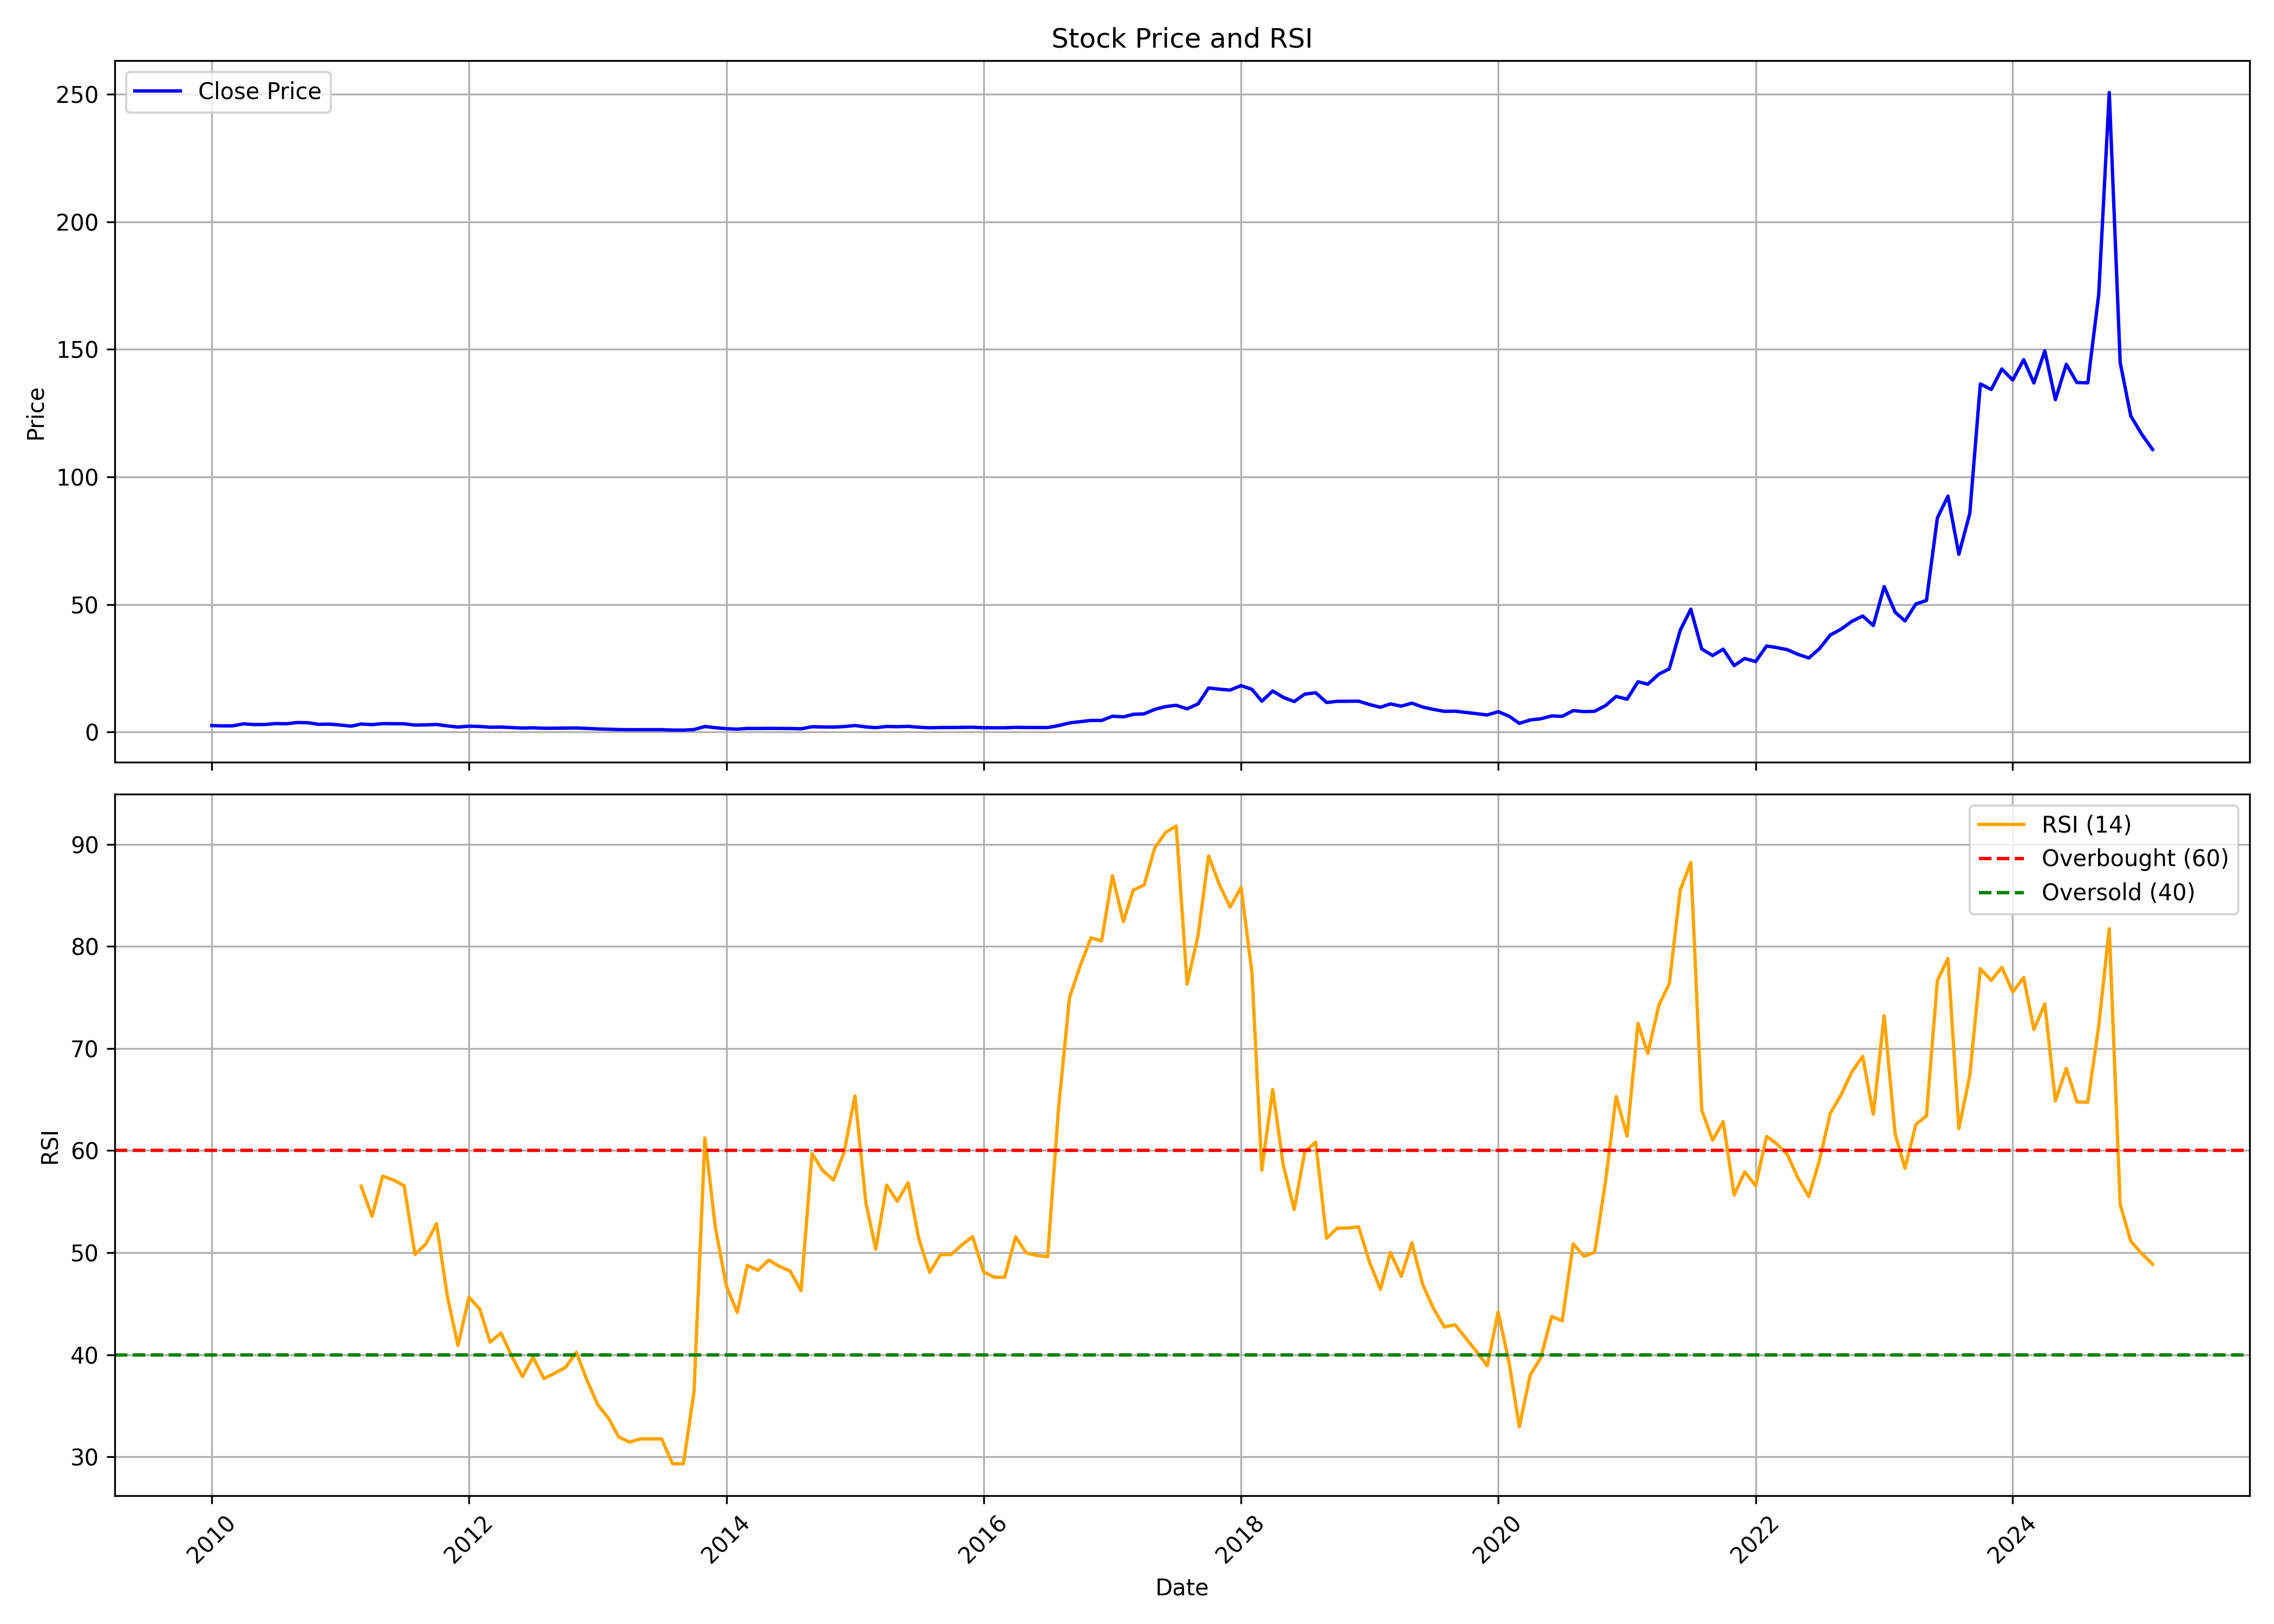 Stock Price and RSI
Close Price
250
200
150
100
50
0
Price
RSI (14)
Overbought (60)
Oversold (40)
90
80
70
60
50
40
30
RSI
2010
2012
2014
2016
2018
2020
2022
2024
Date